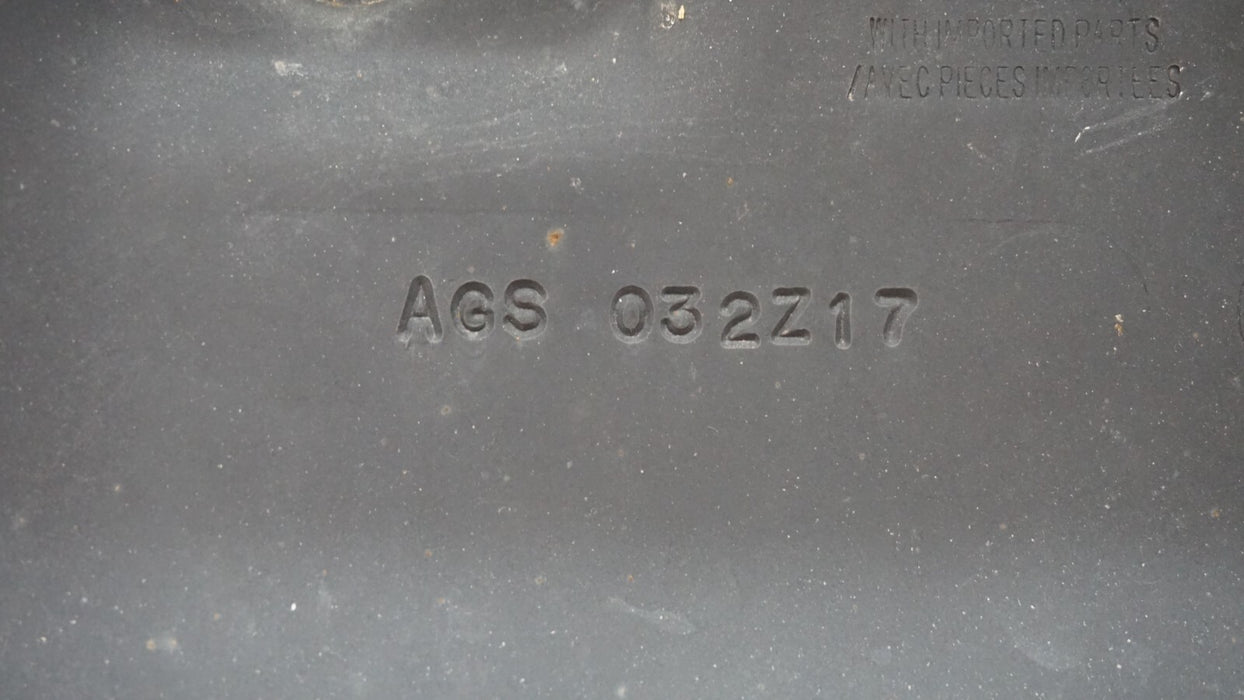 WITH IMPORTED PARTS
/AVEC PIECES IMPORTEES
AGS 032Z17